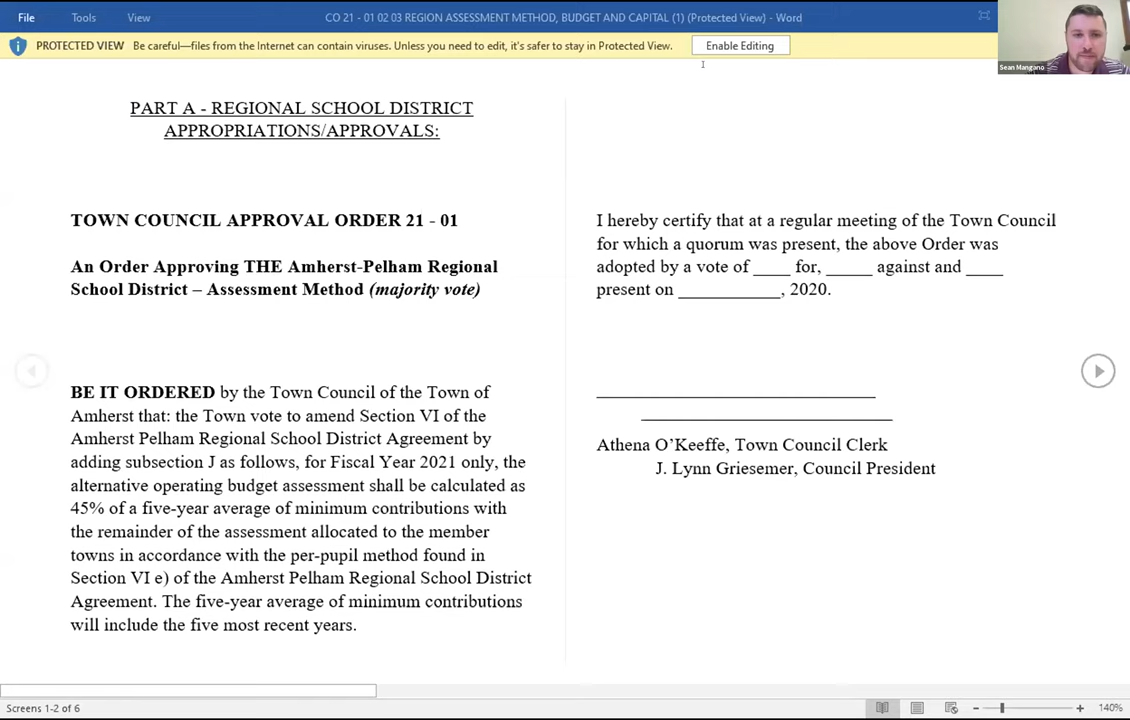 File Tools View CO 21 - 01 02 03 REGION ASSESSMENT METHOD, BUDGET AND CAPITAL (1) (Protected View) - Word
PROTECTED VIEW Be careful—files from the Internet can contain viruses. Unless you need to edit, it's safer to stay in Protected View. Enable Editing
Sean Mangano
PART A - REGIONAL SCHOOL DISTRICT
APPROPRIATIONS/APPROVALS:
TOWN COUNCIL APPROVAL ORDER 21 - 01
An Order Approving THE Amherst-Pelham Regional
School District – Assessment Method (majority vote)
BE IT ORDERED by the Town Council of the Town of
Amherst that: the Town vote to amend Section VI of the
Amherst Pelham Regional School District Agreement by
adding subsection J as follows, for Fiscal Year 2021 only, the
alternative operating budget assessment shall be calculated as
45% of a five-year average of minimum contributions with
the remainder of the assessment allocated to the member
towns in accordance with the per-pupil method found in
Section VI e) of the Amherst Pelham Regional School District
Agreement. The five-year average of minimum contributions
will include the five most recent years.
I hereby certify that at a regular meeting of the Town Council
for which a quorum was present, the above Order was
adopted by a vote of ____ for, _____ against and ____
present on ___________, 2020.
Athena O’Keeffe, Town Council Clerk
J. Lynn Griesemer, Council President
Screens 1-2 of 6
140%